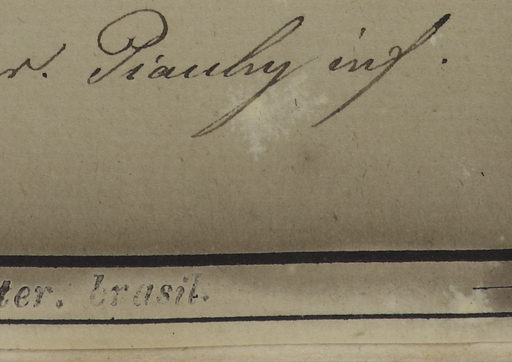 r. Piauhy inf.
ter. brasil.